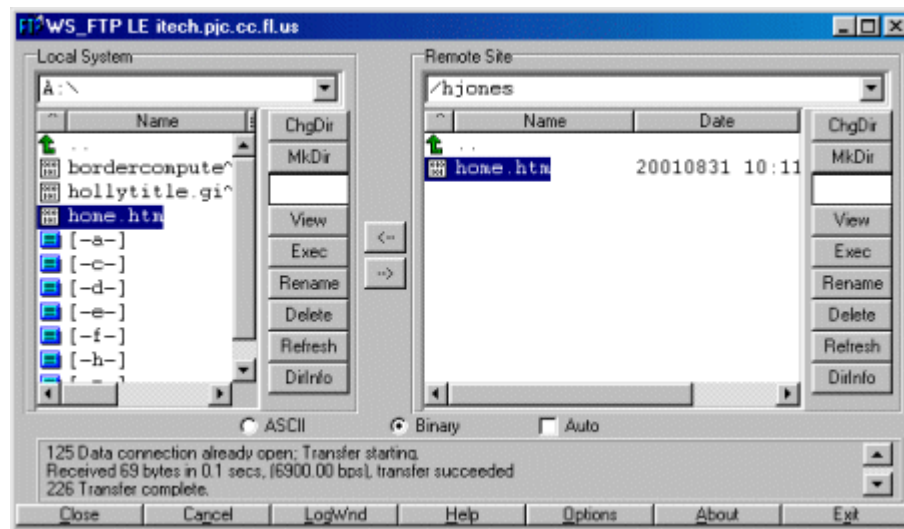 WS_FTP LE itech.pjc.cc.fl.us
Local System
A:\
Name
..
bordercompute^
hollytitle.gi^
home.htm
[-a-]
[-c-]
[-d-]
[-e-]
[-f-]
[-h-]
ChgDir
MkDir
View
Exec
Rename
Delete
Refresh
DirInfo
<--
-->
Remote Site
/hjones
^ Name Date
..
home.htm 20010831 10:11
ChgDir
MkDir
View
Exec
Rename
Delete
Refresh
DirInfo
ASCII Binary Auto
125 Data connection already open; Transfer starting.
Received 69 bytes in 0.1 secs, (6900.00 bps), transfer succeeded
226 Transfer complete.
Close Cancel LogWnd Help Options About Exit